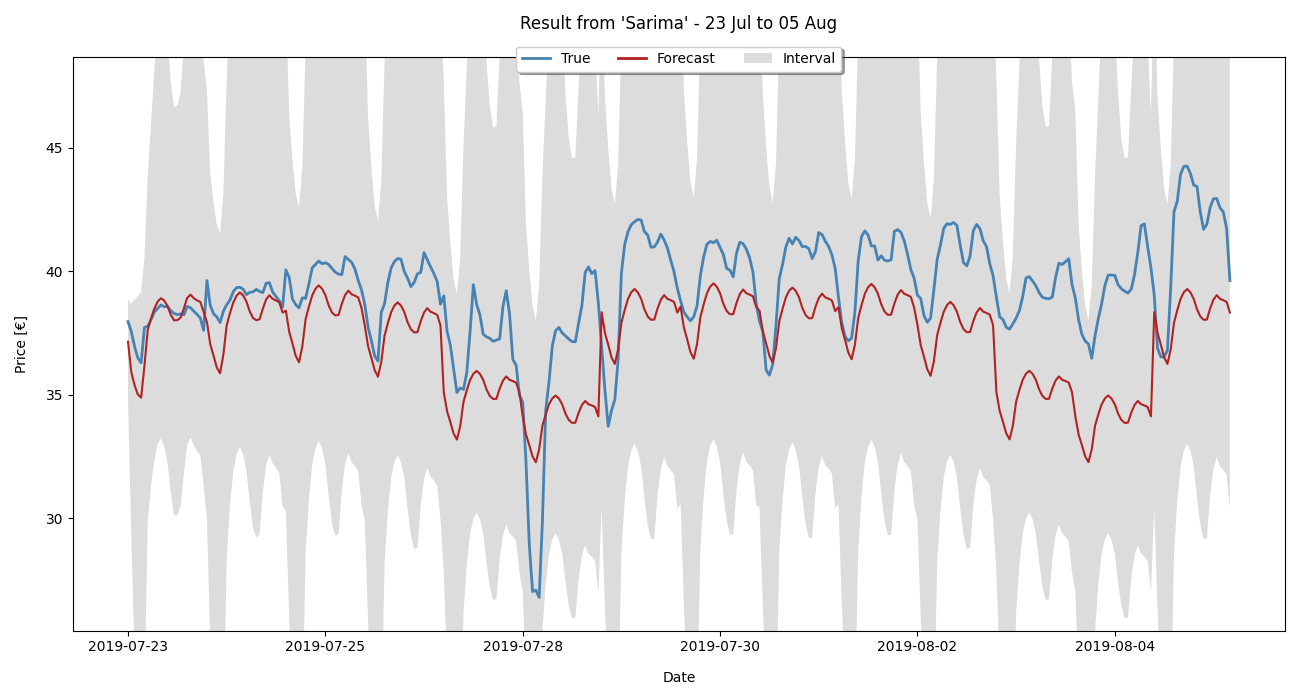 Result from 'Sarima' - 23 Jul to 05 Aug
True Forecast Interval
Price [€]
45
40
35
30
2019-07-23 2019-07-25 2019-07-28 2019-07-30 2019-08-02 2019-08-04
Date